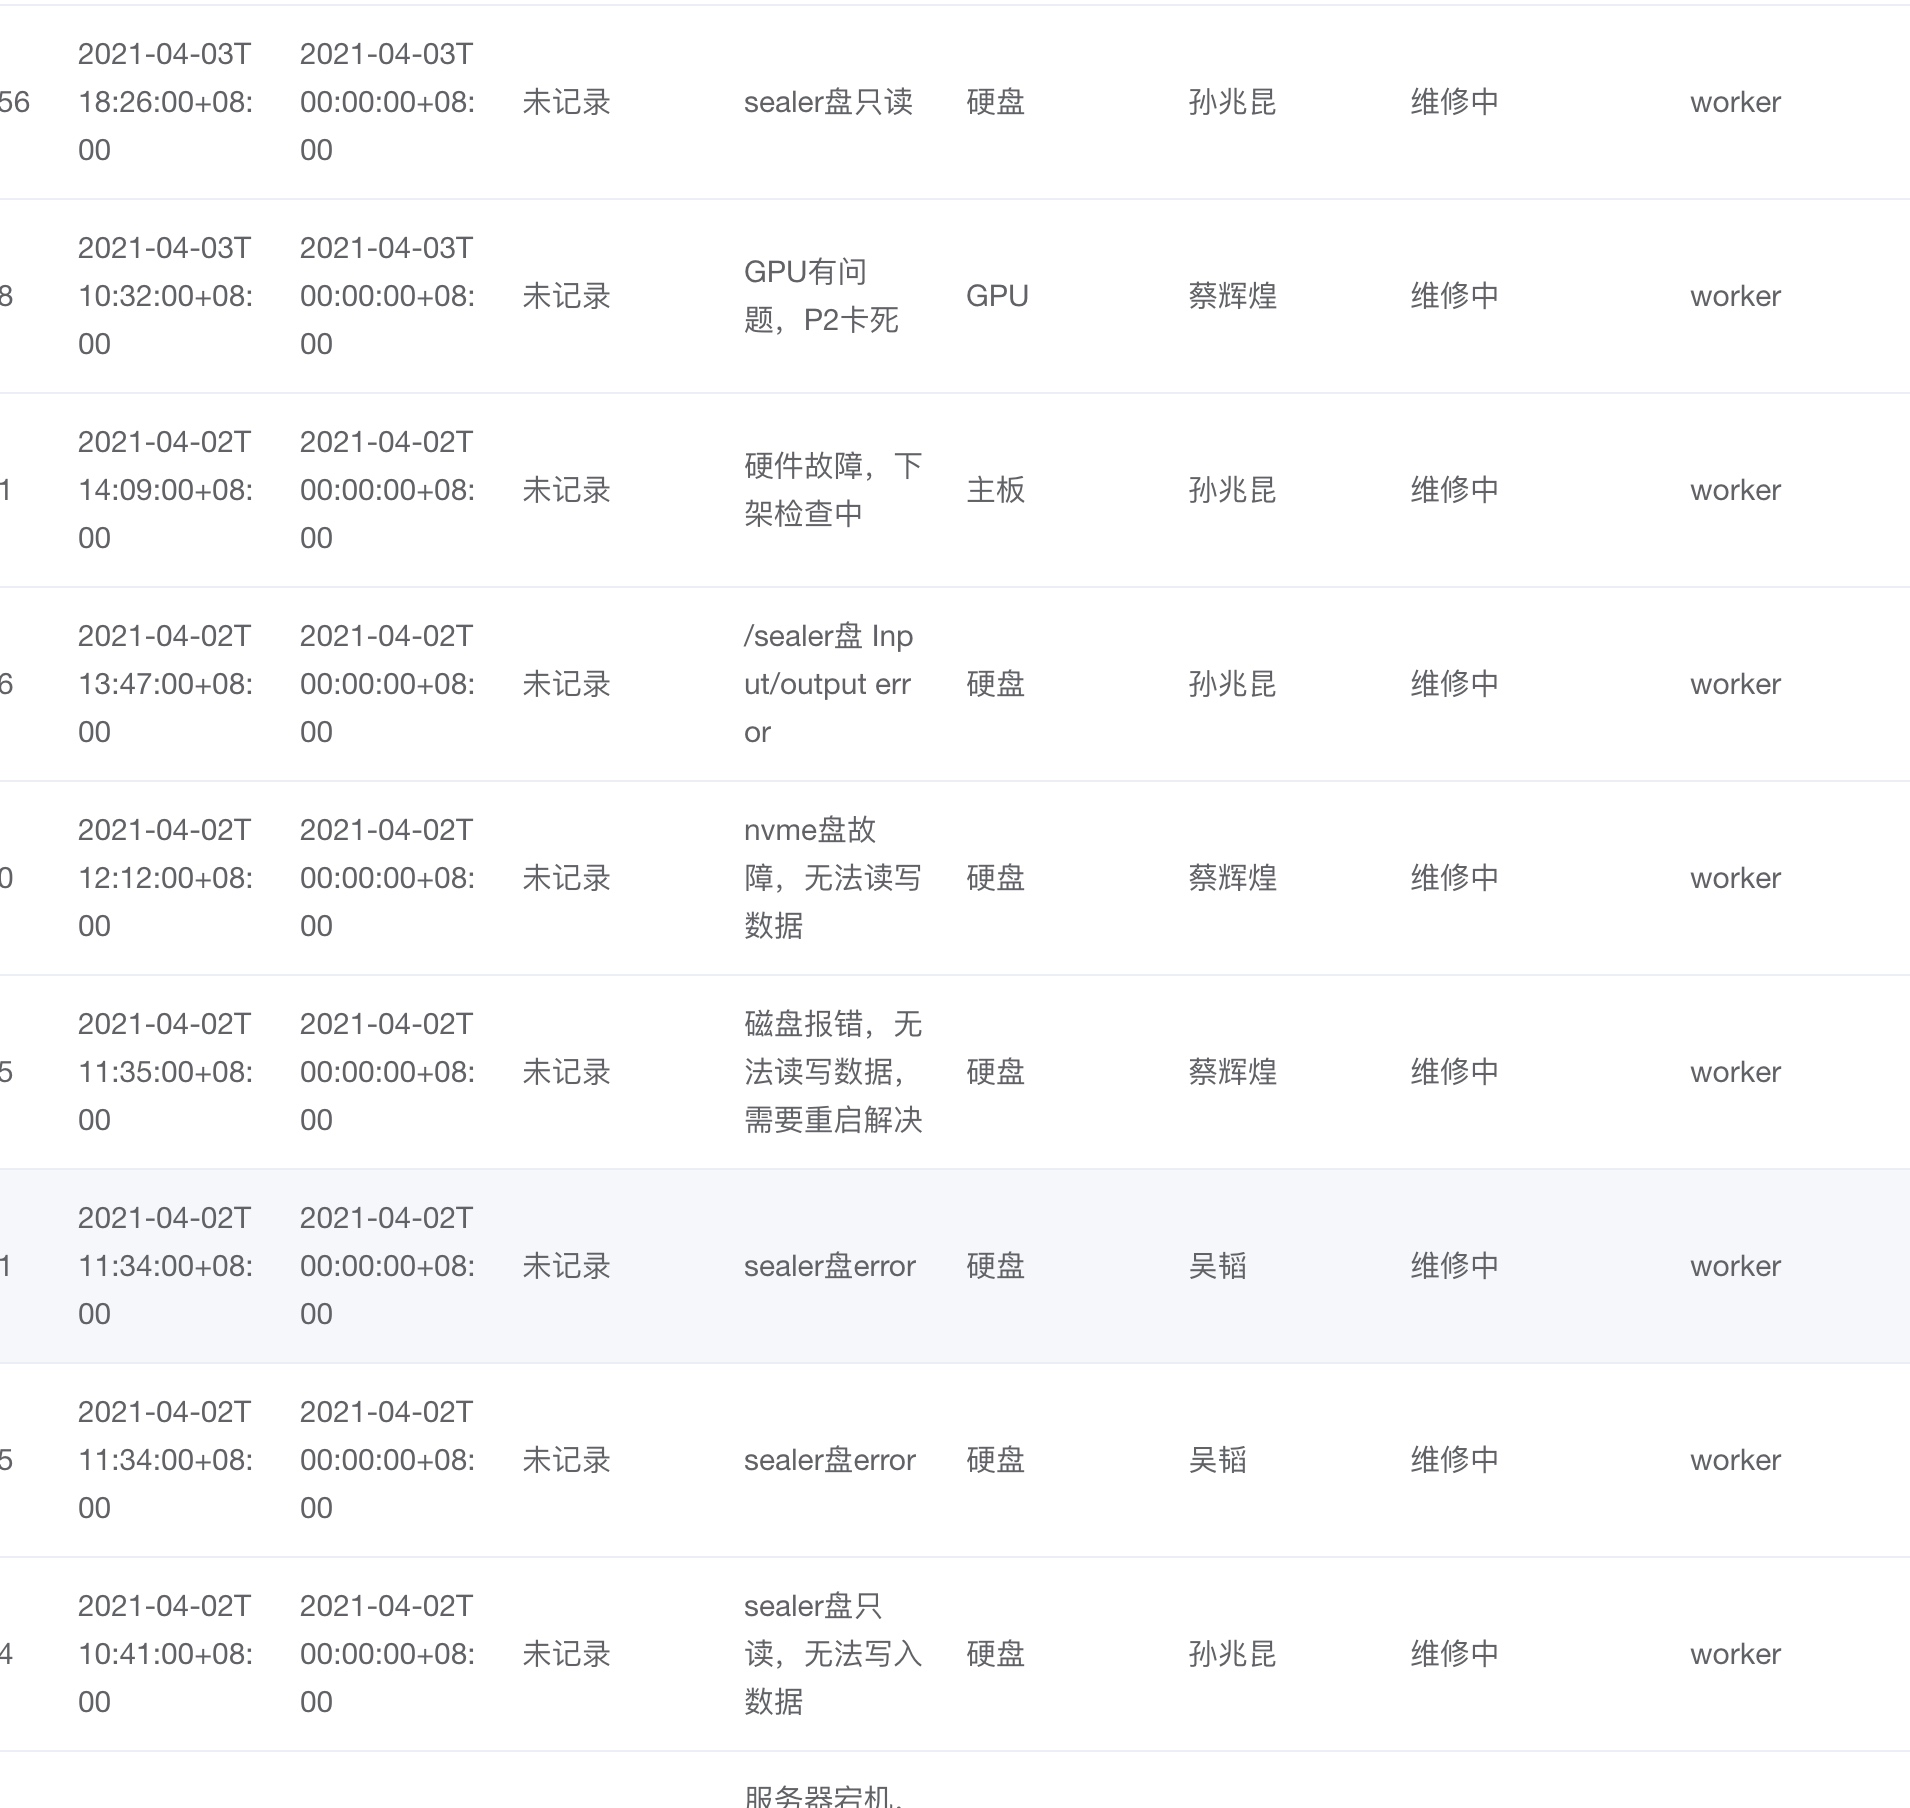 56 2021-04-03T18:26:00+08:00 2021-04-03T00:00:00+08:00 未记录 sealer盘只读 硬盘 孙兆昆 维修中 worker
8 2021-04-03T10:32:00+08:00 2021-04-03T00:00:00+08:00 未记录 GPU有问题，P2卡死 GPU 蔡辉煌 维修中 worker
1 2021-04-02T14:09:00+08:00 2021-04-02T00:00:00+08:00 未记录 硬件故障，下架检查中 主板 孙兆昆 维修中 worker
6 2021-04-02T13:47:00+08:00 2021-04-02T00:00:00+08:00 未记录 /sealer盘 Input/output error 硬盘 孙兆昆 维修中 worker
0 2021-04-02T12:12:00+08:00 2021-04-02T00:00:00+08:00 未记录 nvme盘故障，无法读写数据 硬盘 蔡辉煌 维修中 worker
5 2021-04-02T11:35:00+08:00 2021-04-02T00:00:00+08:00 未记录 磁盘报错，无法读写数据，需要重启解决 硬盘 蔡辉煌 维修中 worker
1 2021-04-02T11:34:00+08:00 2021-04-02T00:00:00+08:00 未记录 sealer盘error 硬盘 吴韬 维修中 worker
5 2021-04-02T11:34:00+08:00 2021-04-02T00:00:00+08:00 未记录 sealer盘error 硬盘 吴韬 维修中 worker
4 2021-04-02T10:41:00+08:00 2021-04-02T00:00:00+08:00 未记录 sealer盘只读，无法写入数据 硬盘 孙兆昆 维修中 worker
服务器宕机，